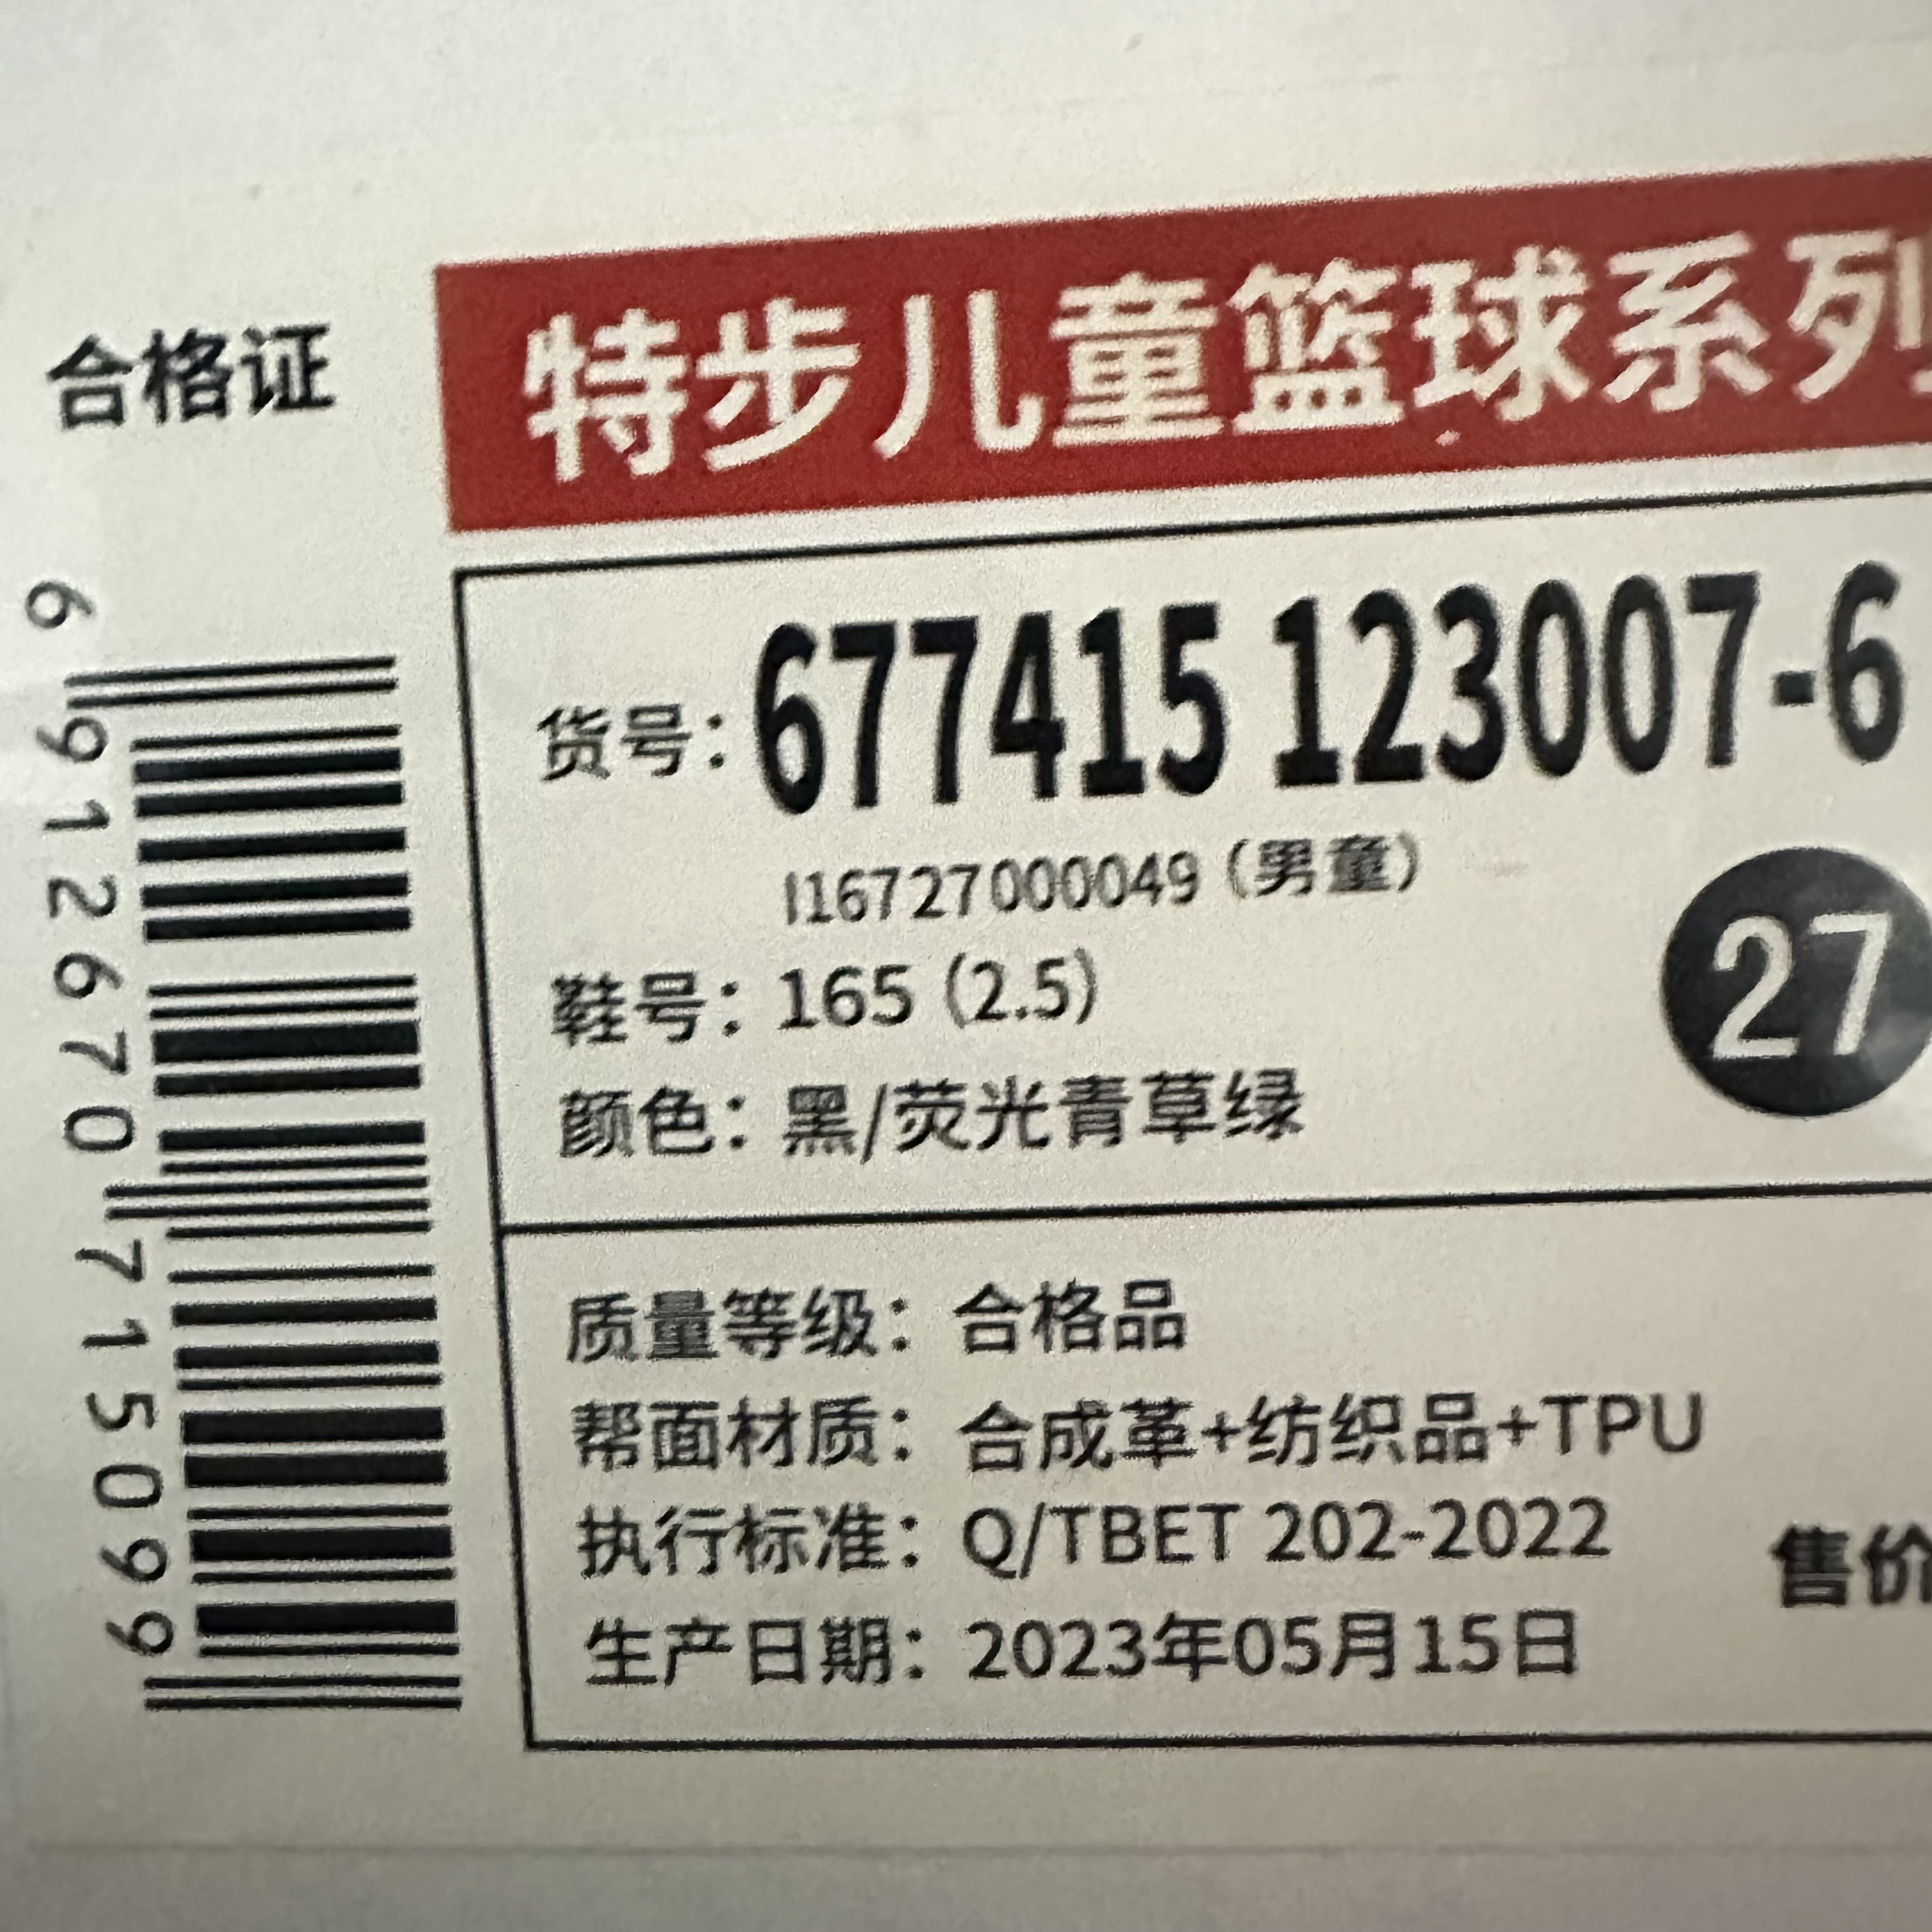 合格证
特步儿童篮球系列
货号：677415 123007-6
I16727000049（男童）
鞋号：165（2.5）
27
颜色：黑/荧光青草绿
质量等级：合格品
帮面材质：合成革+纺织品+TPU
执行标准：Q/TBET 202-2022
售价
生产日期：2023年05月15日
6 912670 715099